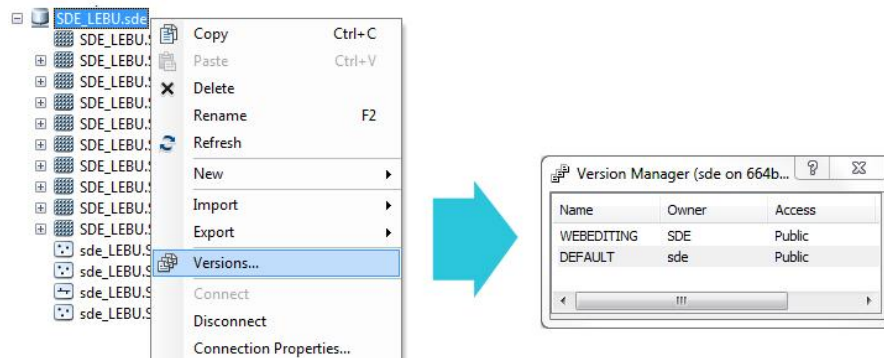 SDE_LEBU.sde
SDE_LEBU.S
SDE_LEBU.S
SDE_LEBU.S
SDE_LEBU.S
SDE_LEBU.S
SDE_LEBU.S
SDE_LEBU.S
SDE_LEBU.S
SDE_LEBU.S
SDE_LEBU.S
sde_LEBU.S
sde_LEBU.S
sde_LEBU.S
sde_LEBU.S
Copy Ctrl+C
Paste Ctrl+V
Delete
Rename F2
Refresh
New
Import
Export
Versions...
Connect
Disconnect
Connection Properties...
Version Manager (sde on 664b...
Name Owner Access
WEBEDITING SDE Public
DEFAULT sde Public